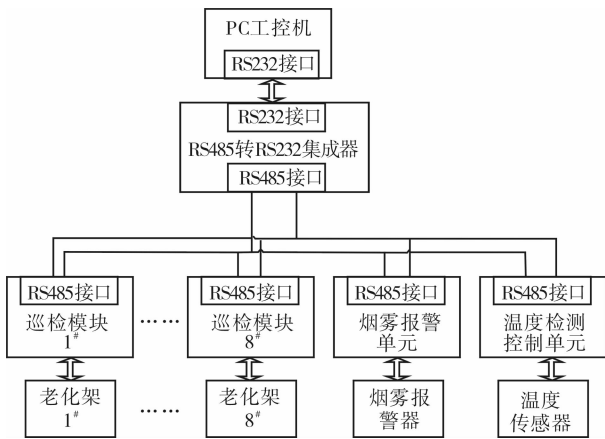 PC工控机
RS232接口
RS232接口
RS485转RS232集成器
RS485接口
RS485接口 RS485接口 RS485接口 RS485接口
巡检模块 …… 巡检模块 烟雾报警 温度检测
1# 8# 单元 控制单元
老化架 …… 老化架 烟雾报 温度
1# 8# 警器 传感器